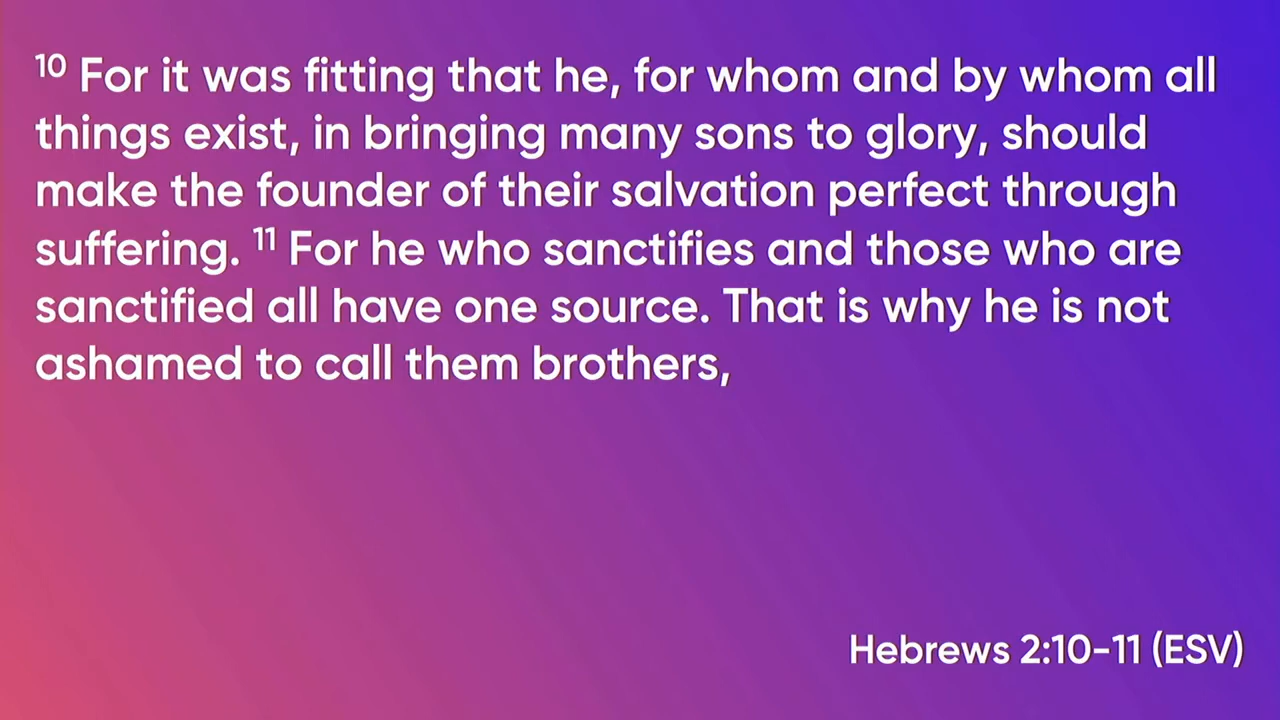 10 For it was fitting that he, for whom and by whom all
things exist, in bringing many sons to glory, should
make the founder of their salvation perfect through
suffering. 11 For he who sanctifies and those who are
sanctified all have one source. That is why he is not
ashamed to call them brothers,
Hebrews 2:10-11 (ESV)